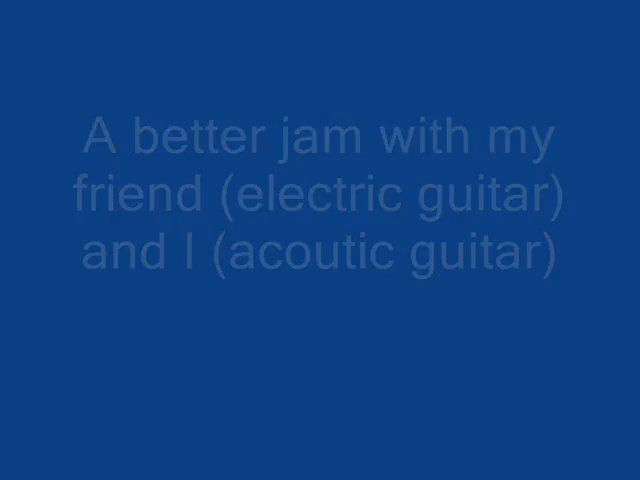 A better jam with my
friend (electric guitar)
and I (acoutic guitar)